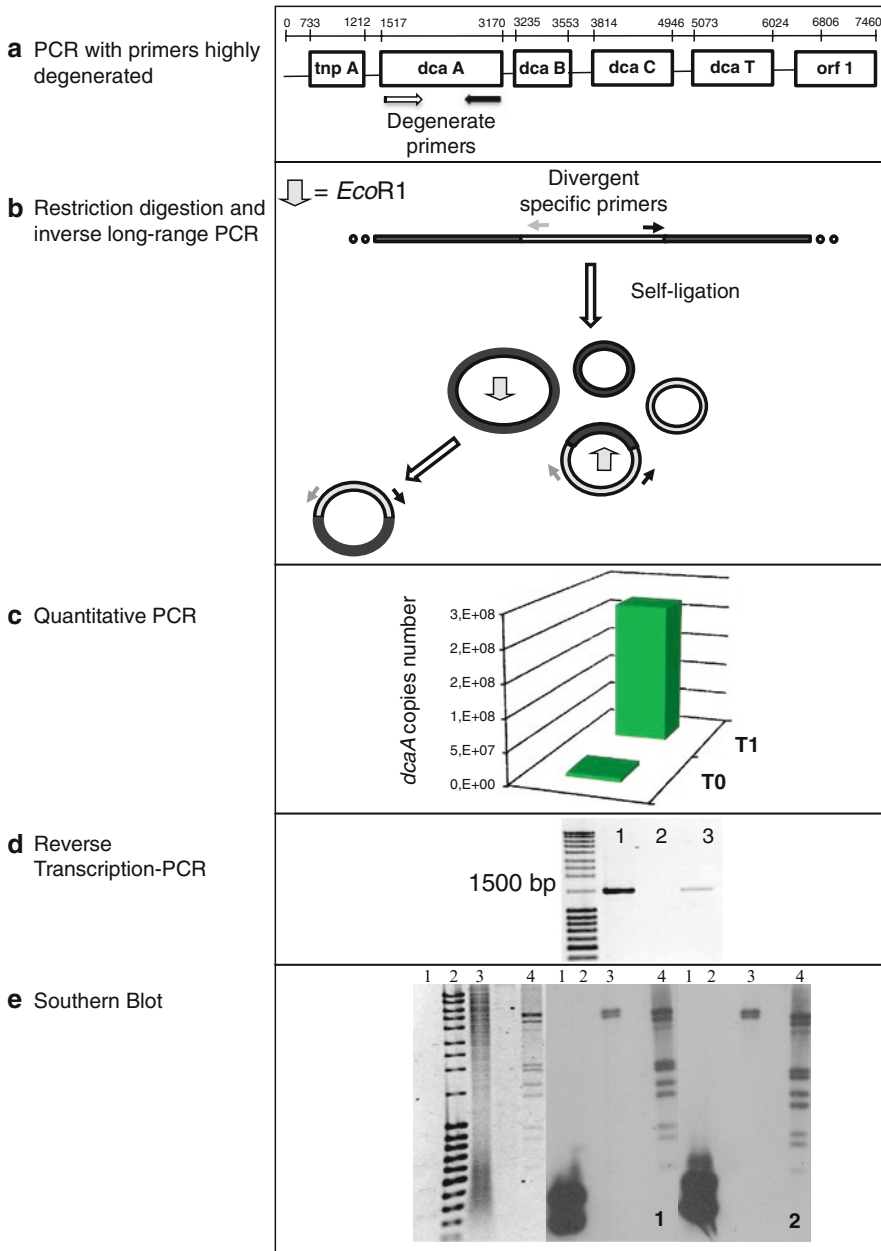 0 733 1212 1517 3170 3235 3553 3814 4946 5073 6024 6806 7460
a PCR with primers highly
degenerated
tnp A dca A dca B dca C dca T orf 1
Degenerate
primers
b Restriction digestion and
inverse long-range PCR
= EcoR1
Divergent
specific primers
Self-ligation
c Quantitative PCR
dcaA copies number
3,E+08
2,E+08
2,E+08
1,E+08
5,E+07
0,E+00
T1
T0
d Reverse
Transcription-PCR
1 2 3
1500 bp
e Southern Blot
1 2 3 4 1 2 3 4 1 2 3 4
1 2